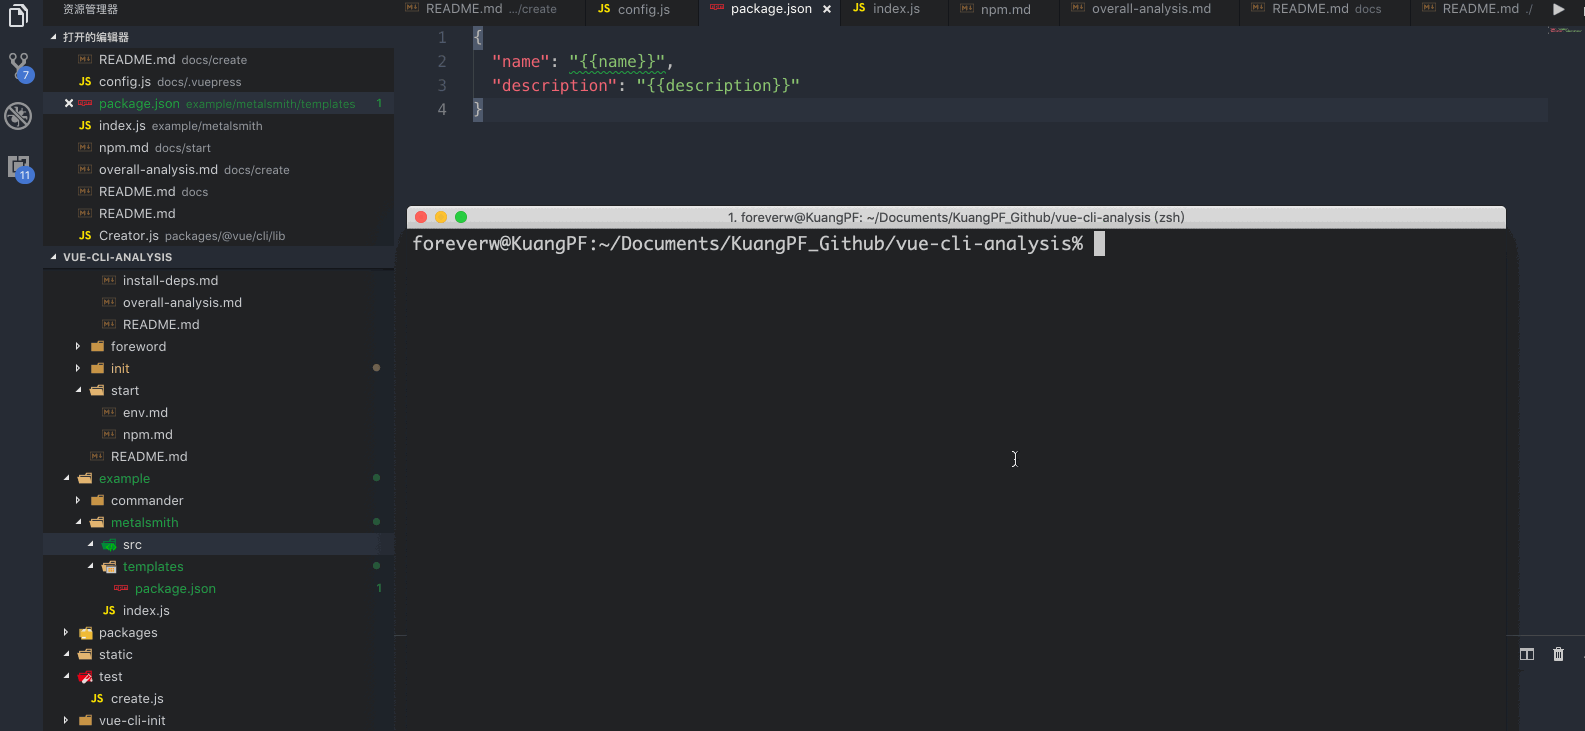 资源管理器
README.md .../create
JS config.js
package.json ×
JS index.js
npm.md
overall-analysis.md
README.md docs
README.md ./
打开的编辑器
README.md docs/create
JS config.js docs/.vuepress
package.json example/metalsmith/templates 1
JS index.js example/metalsmith
npm.md docs/start
overall-analysis.md docs/create
README.md docs
README.md
Creator.js packages/@vue/cli/lib
7
11
VUE-CLI-ANALYSIS
install-deps.md
overall-analysis.md
README.md
foreword
init
start
env.md
npm.md
README.md
example
commander
metalsmith
src
templates
package.json 1
JS index.js
packages
static
test
JS create.js
vue-cli-init
1 {
2 "name": "{{name}}",
3 "description": "{{description}}"
4 }
1. foreverw@KuangPF: ~/Documents/KuangPF_Github/vue-cli-analysis (zsh)
foreverw@KuangPF:~/Documents/KuangPF_Github/vue-cli-analysis%